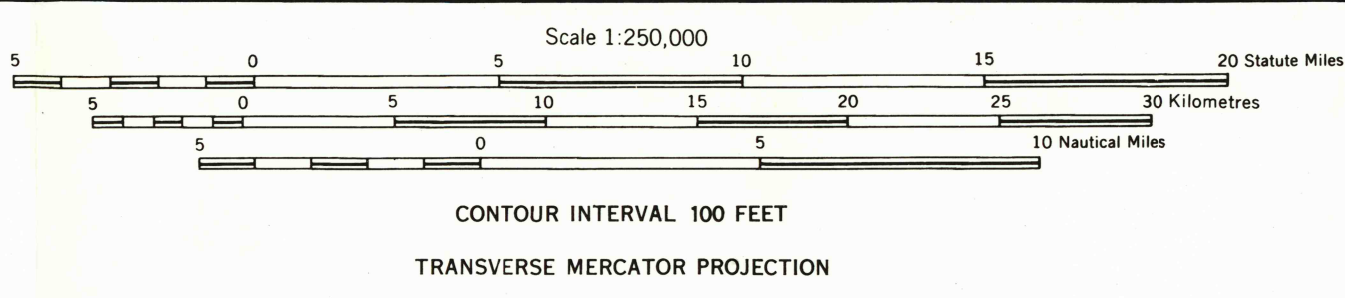 Scale 1:250,000
5 0 5 10 15 20 Statute Miles
5 0 5 10 15 20 25 30 Kilometres
5 0 5 10 Nautical Miles
CONTOUR INTERVAL 100 FEET
TRANSVERSE MERCATOR PROJECTION